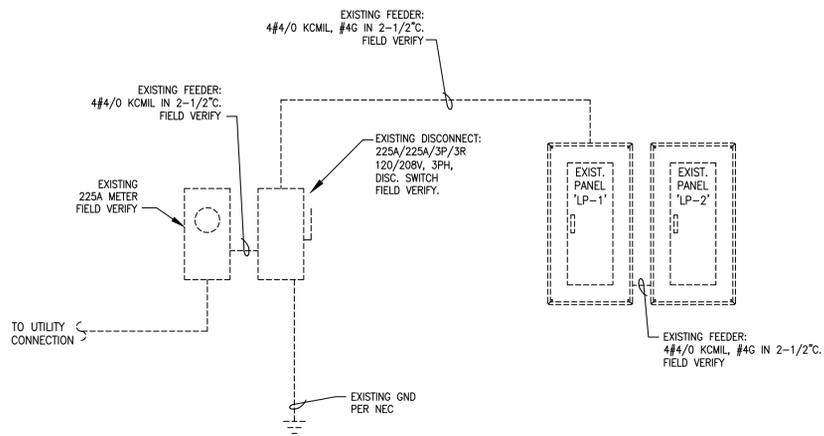 EXISTING FEEDER:
4#4/0 KCMIL, #4G IN 2-1/2"C.
FIELD VERIFY
EXISTING FEEDER:
4#4/0 KCMIL IN 2-1/2"C.
FIELD VERIFY
EXISTING DISCONNECT:
225A/225A/3P/3R
120/208V, 3PH,
DISC. SWITCH
FIELD VERIFY.
EXISTING
225A METER
FIELD VERIFY
EXIST.
PANEL
'LP-1'
EXIST.
PANEL
'LP-2'
TO UTILITY
CONNECTION
EXISTING FEEDER:
4#4/0 KCMIL, #4G IN 2-1/2"C.
FIELD VERIFY
EXISTING GND
PER NEC